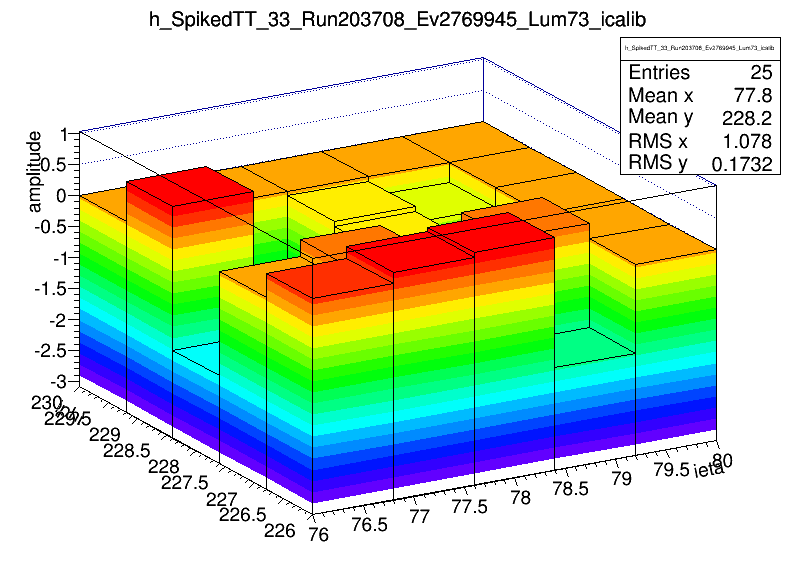 h_SpikedTT_33_Run203708_Ev2769945_Lum73_icalib
h_SpikedTT_33_Run203708_Ev2769945_Lum73_icalib
Entries 25
Mean x 77.8
Mean y 228.2
RMS x 1.078
RMS y 0.1732
amplitude
1
0.5
0
-0.5
-1
-1.5
-2
-2.5
-3
230
229.5
229
228.5
228
227.5
227
226.5
226
iphi
76
76.5
77
77.5
78
78.5
79
79.5
80
ieta